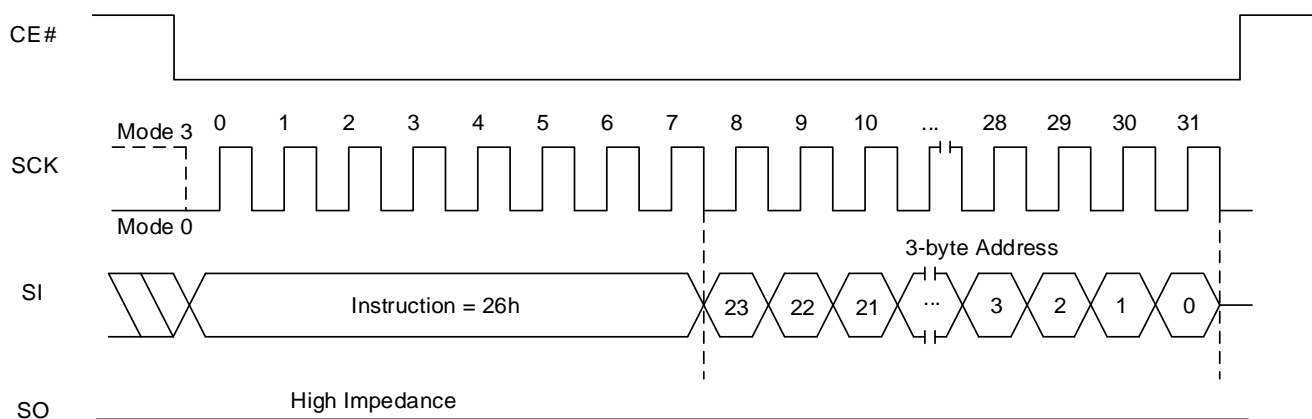 CE#
0 1 2 3 4 5 6 7 8 9 10 ... 28 29 30 31
Mode 3
SCK
Mode 0
3-byte Address
SI
Instruction = 26h 23 22 21 ... 3 2 1 0
High Impedance
SO